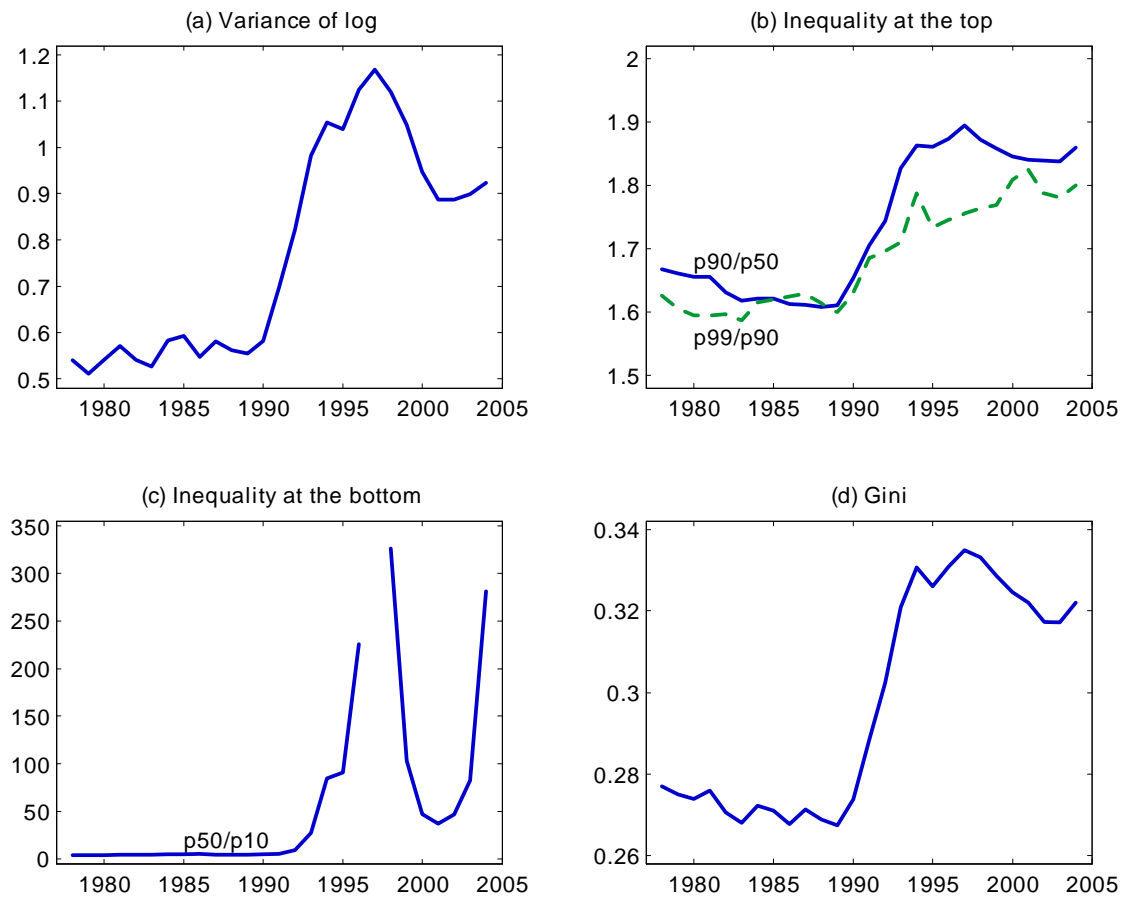 (a) Variance of log
1.2
1.1
1
0.9
0.8
0.7
0.6
0.5
1980 1985 1990 1995 2000 2005
(b) Inequality at the top
2
1.9
1.8
1.7
1.6
1.5
p90/p50
p99/p90
1980 1985 1990 1995 2000 2005
(c) Inequality at the bottom
350
300
250
200
150
100
50
0
p50/p10
1980 1985 1990 1995 2000 2005
(d) Gini
0.34
0.32
0.3
0.28
0.26
1980 1985 1990 1995 2000 2005